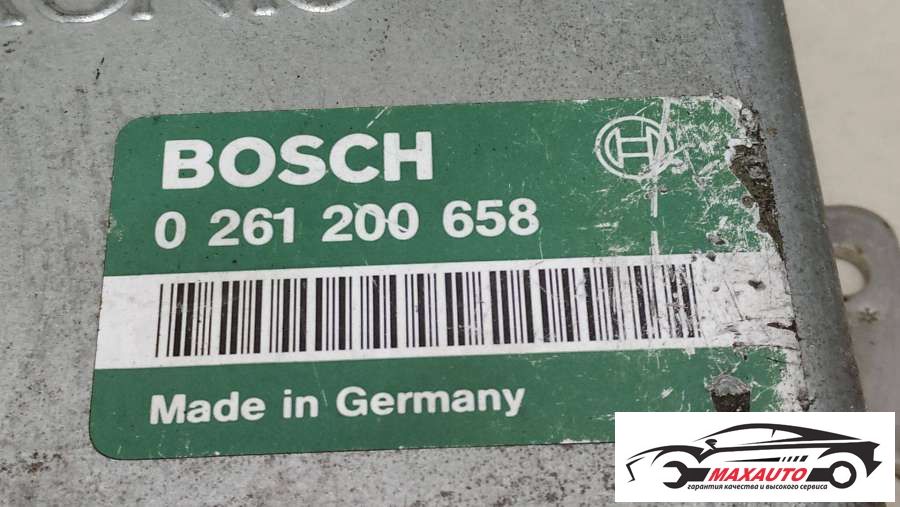 BOSCH
0 261 200 658
Made in Germany
MAXAUTO
гарантия качества и высокого сервиса